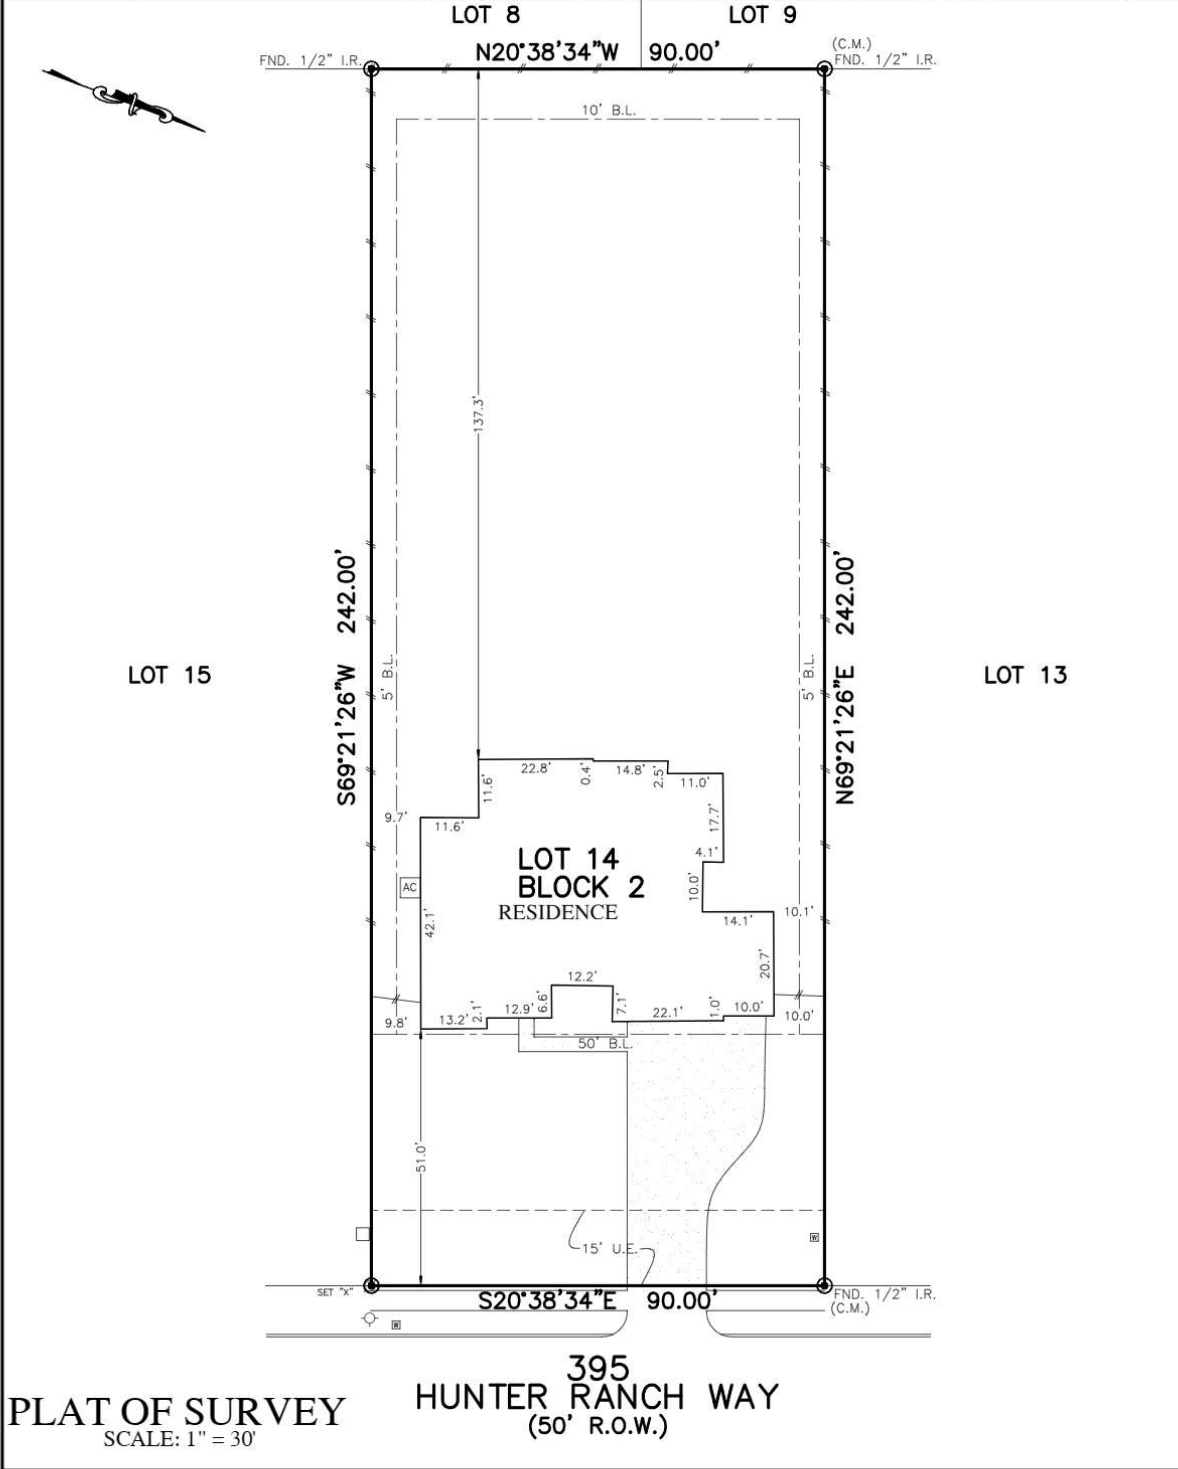 LOT 8
LOT 9
N20°38'34"W 90.00'
(C.M.)
FND. 1/2" I.R.
FND. 1/2" I.R.
10' B.L.
137.3'
S69°21'26"W 242.00'
N69°21'26"E 242.00'
5' B.L.
5' B.L.
LOT 15
LOT 13
22.8'
0.4'
14.8'
2.5'
11.0'
11.6'
9.7'
11.6'
17.7'
4.1'
LOT 14
BLOCK 2
RESIDENCE
AC
10.0'
42.1'
14.1'
10.1'
20.7'
12.2'
9.8'
13.2'
2.1'
12.9'
6.6'
7.1'
22.1'
1.0'
10.0'
10.0'
50' B.L.
51.0'
15' U.E.
W
SET "X"
S20°38'34"E 90.00'
FND. 1/2" I.R.
(C.M.)
W
395
HUNTER RANCH WAY
(50' R.O.W.)
PLAT OF SURVEY
SCALE: 1" = 30'